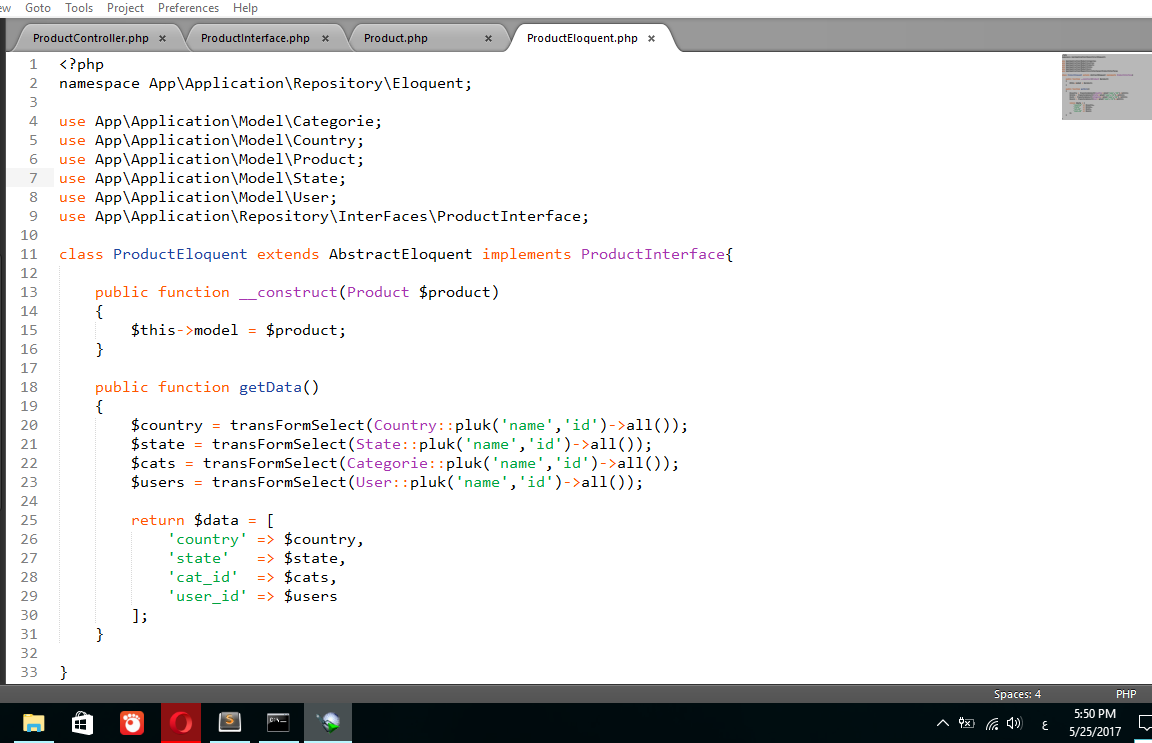 Goto Tools Project Preferences Help
ProductController.php × ProductInterface.php × Product.php × ProductEloquent.php ×
1 <?php
2 namespace App\Application\Repository\Eloquent;
3
4 use App\Application\Model\Categorie;
5 use App\Application\Model\Country;
6 use App\Application\Model\Product;
7 use App\Application\Model\State;
8 use App\Application\Model\User;
9 use App\Application\Repository\InterFaces\ProductInterface;
10
11 class ProductEloquent extends AbstractEloquent implements ProductInterface{
12
13 public function __construct(Product $product)
14 {
15 $this->model = $product;
16 }
17
18 public function getData()
19 {
20 $country = transFormSelect(Country::pluk('name','id')->all());
21 $state = transFormSelect(State::pluk('name','id')->all());
22 $cats = transFormSelect(Categorie::pluk('name','id')->all());
23 $users = transFormSelect(User::pluk('name','id')->all());
24
25 return $data = [
26 'country' => $country,
27 'state' => $state,
28 'cat_id' => $cats,
29 'user_id' => $users
30 ];
31 }
32
33 }
Spaces: 4 PHP
ع 5:50 PM
5/25/2017